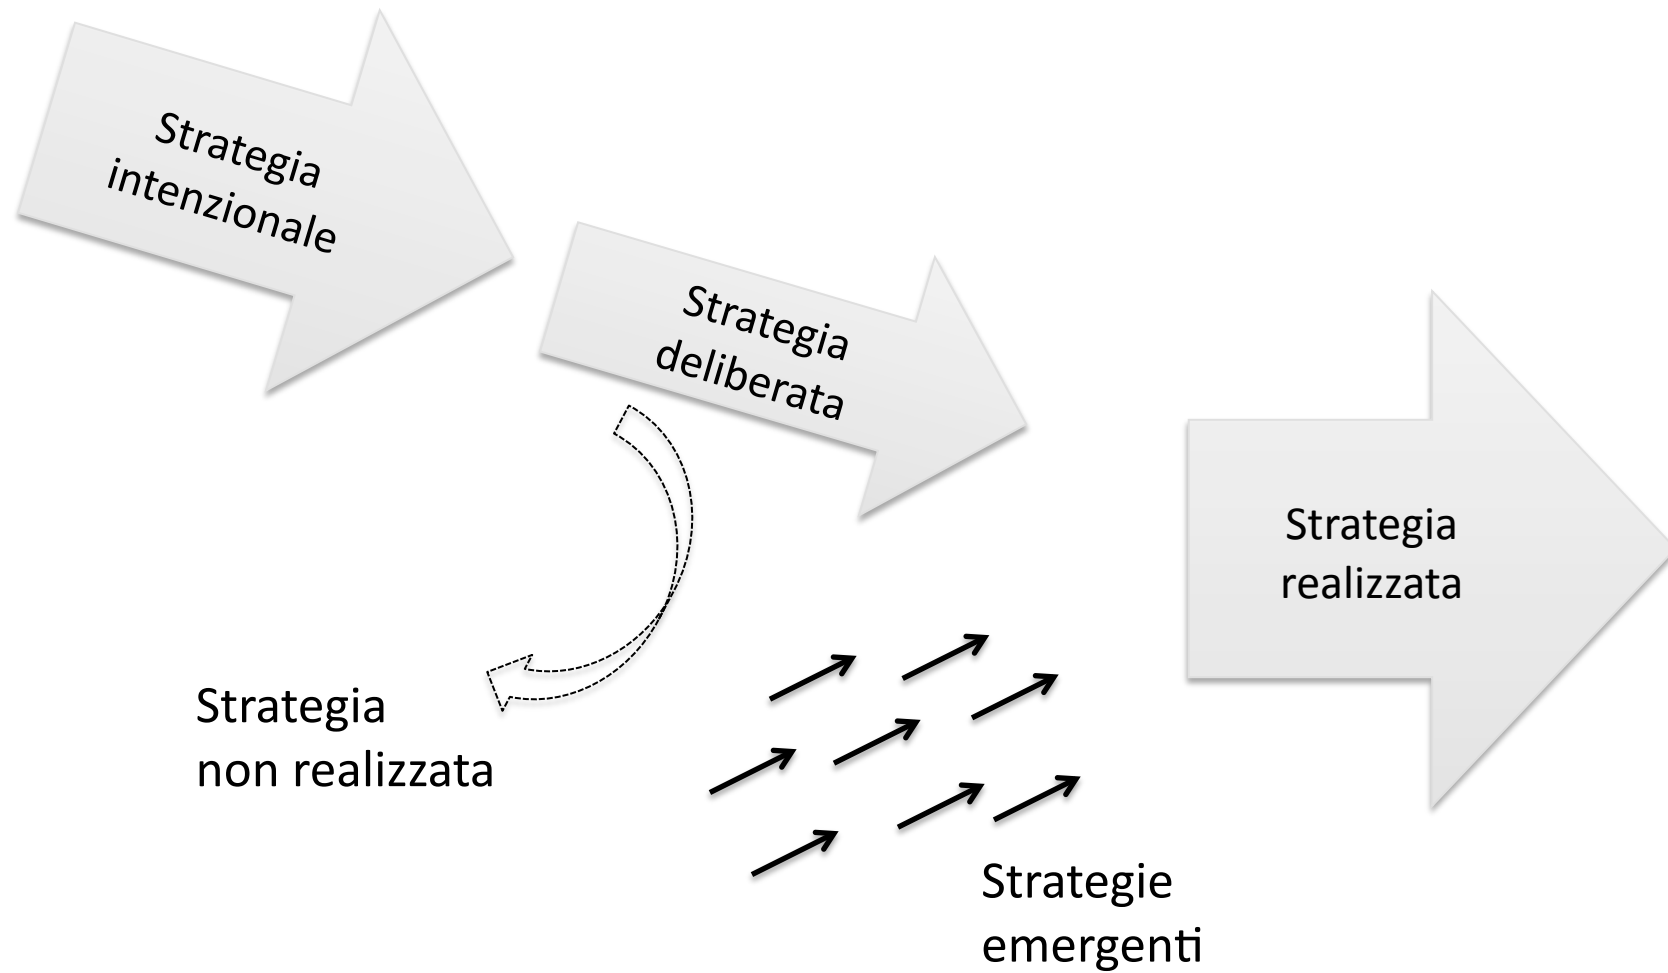 Strategia
intenzionale
Strategia
deliberata
Strategia
realizzata
Strategia
non realizzata
Strategie
emergenti